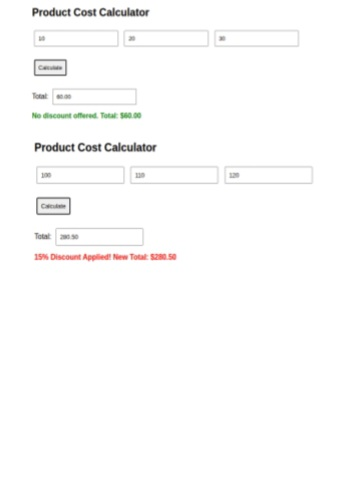 Product Cost Calculator
10 20 30
Calculate
Total: 60.00
No discount offered. Total: $60.00
Product Cost Calculator
100 110 120
Calculate
Total: 280.50
15% Discount Applied! New Total: $280.50